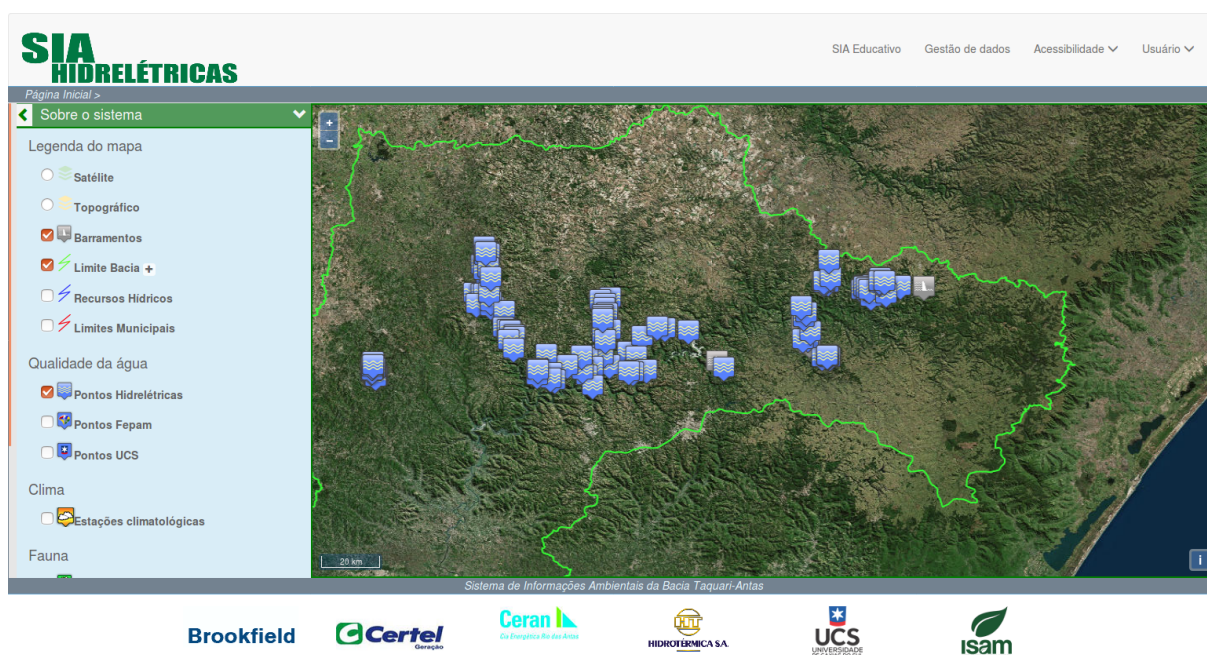 SIA
HIDRELÉTRICAS
SIA Educativo Gestão de dados Acessibilidade Usuário
Página Inicial >
Sobre o sistema
+
−
Legenda do mapa
Satélite
Topográfico
Barramentos
Limite Bacia +
Recursos Hídricos
Limites Municipais
Qualidade da água
Pontos Hidrelétricas
Pontos Fepam
Pontos UCS
Clima
Estações climatológicas
Fauna
20 km
i
Sistema de Informações Ambientais da Bacia Taquari-Antas
Brookfield
Certel
Geração
Ceran
Cia Energética Rio das Antas
HT
HIDROTÉRMICA S.A.
UCS
UNIVERSIDADE
isam